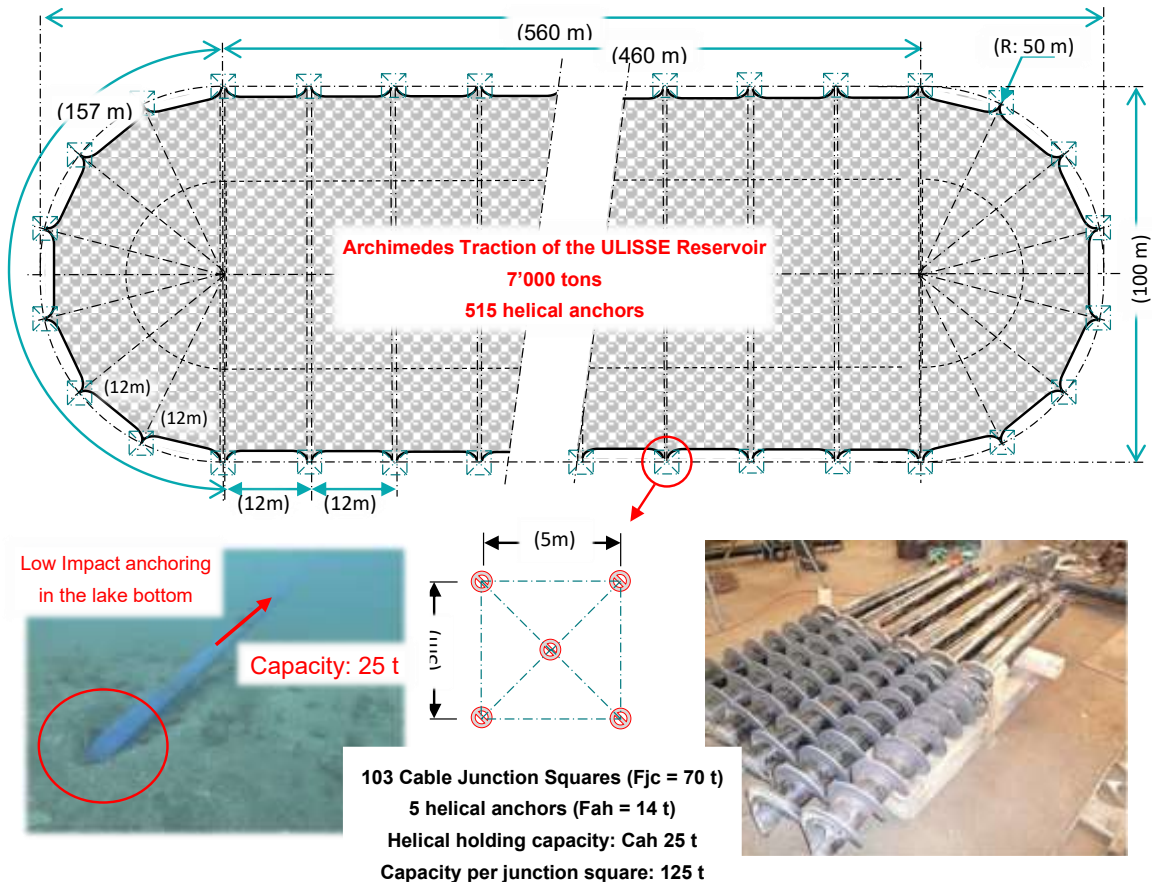 (560 m)
(460 m)
(R: 50 m)
(157 m)
(100 m)
Archimedes Traction of the ULISSE Reservoir
7’000 tons
515 helical anchors
(12m)
(12m)
(12m)
(12m)
Low Impact anchoring
in the lake bottom
Capacity: 25 t
(5m)
103 Cable Junction Squares (Fjc = 70 t)
5 helical anchors (Fah = 14 t)
Helical holding capacity: Cah 25 t
Capacity per junction square: 125 t